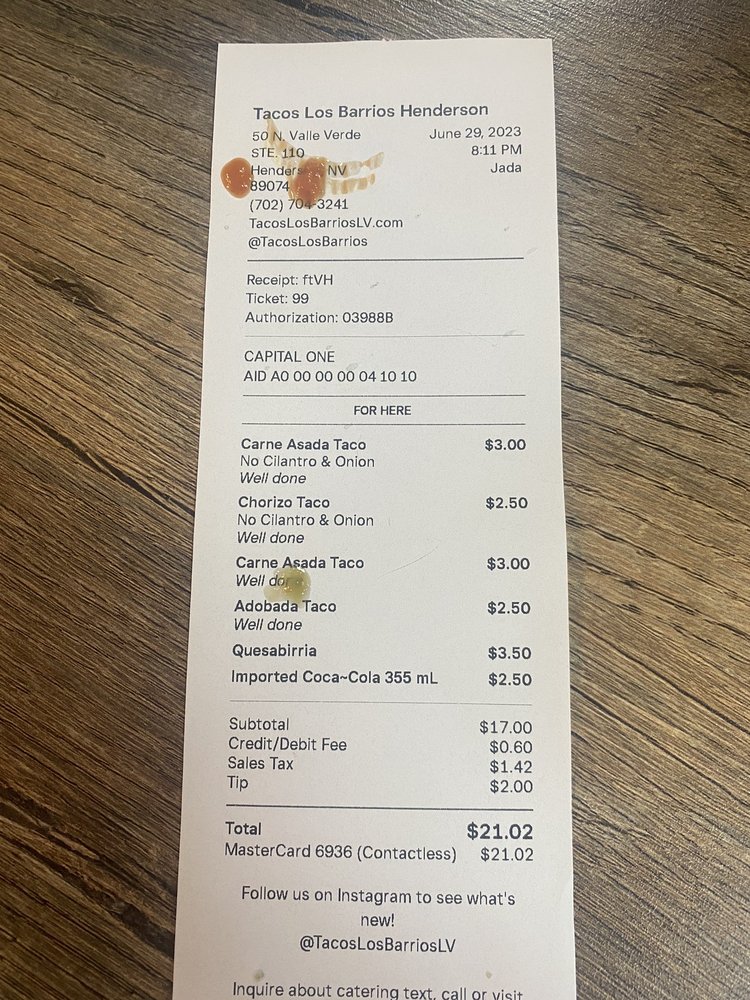 Tacos Los Barrios Henderson
50 N. Valle Verde June 29, 2023
STE. 110 8:11 PM
NV Jada
89074
(702) 704-3241
TacosLosBarriosLV.com
@TacosLosBarrios
Receipt: ftVH
Ticket: 99
Authorization: 03988B
CAPITAL ONE
AID A0 00 00 00 04 10 10
FOR HERE
Carne Asada Taco $3.00
No Cilantro & Onion
Well done
Chorizo Taco $2.50
No Cilantro & Onion
Well done
Carne Asada Taco $3.00
Well done
Adobada Taco $2.50
Well done
Quesabirria $3.50
Imported Coca~Cola 355 mL $2.50
Subtotal $17.00
Credit/Debit Fee $0.60
Sales Tax $1.42
Tip $2.00
Total $21.02
MasterCard 6936 (Contactless) $21.02
Follow us on Instagram to see what's
new!
@TacosLosBarriosLV
Inquire about catering text, call or visit